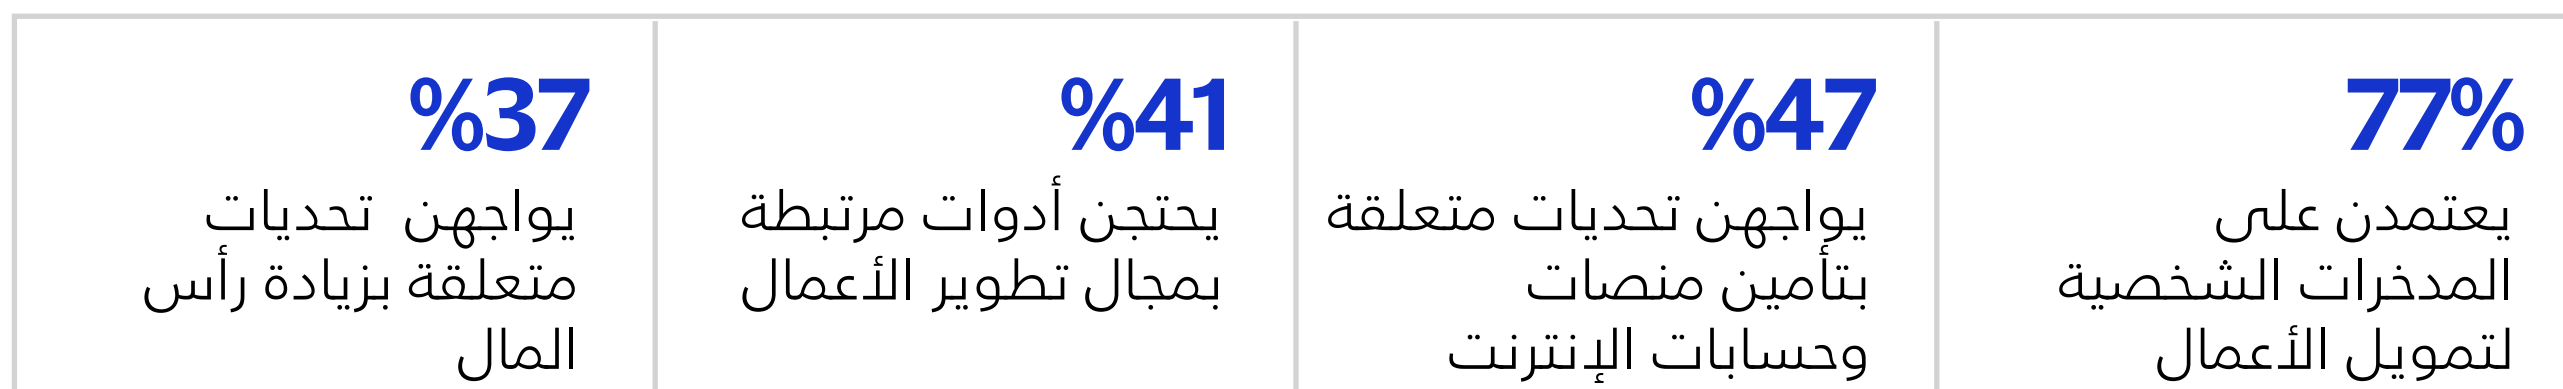 77%
يعتمدن على
المدخرات الشخصية
لتمويل الأعمال
%47
يواجهن تحديات متعلقة
بتأمين منصات
وحسابات الإنترنت
%41
يحتجن أدوات مرتبطة
بمجال تطوير الأعمال
%37
يواجهن تحديات
متعلقة بزيادة رأس
المال